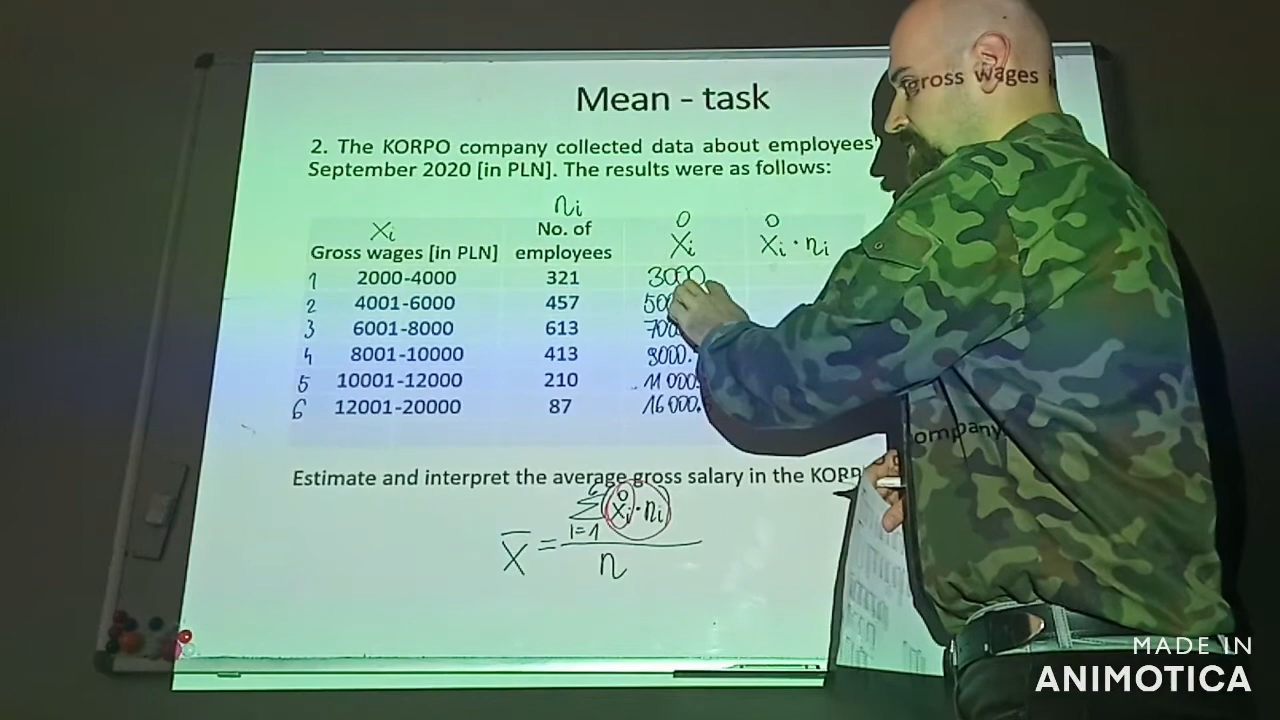 Mean - task
gross wages i
2. The KORPO company collected data about employees'
September 2020 [in PLN]. The results were as follows:
ni
xi No. of x̊i x̊i · ni
Gross wages [in PLN] employees
1 2000-4000 321 3000
2 4001-6000 457
3 6001-8000 613
4 8001-10000 413 9000.
5 10001-12000 210 11 000
6 12001-20000 87 16 000.
company.
Estimate and interpret the average gross salary in the
x̄ = Σ i=1 x̊i · ni
n
MADE IN
ANIMOTICA